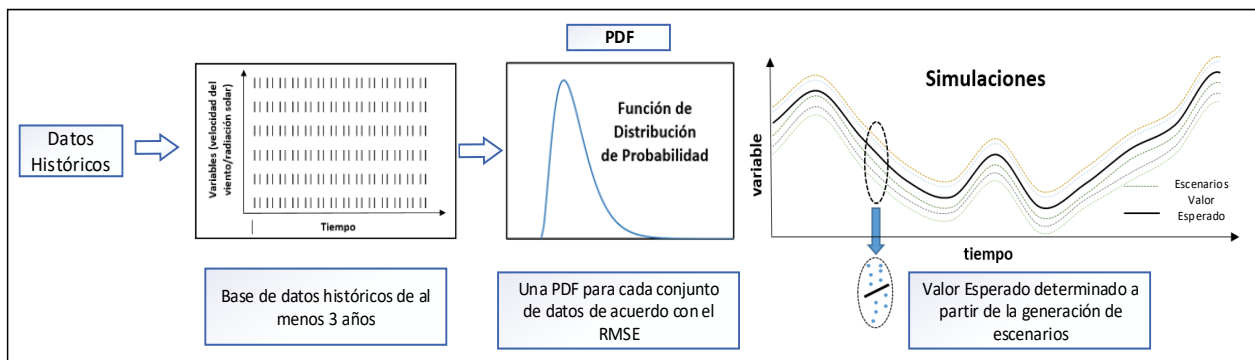 Datos
Históricos
Variables (velocidad del
viento/radiación solar)
Tiempo
Base de datos históricos de al
menos 3 años
PDF
Función de
Distribución
de Probabilidad
Una PDF para cada conjunto
de datos de acuerdo con el
RMSE
Simulaciones
variable
tiempo
Escenarios
Valor
Esperado
Valor Esperado determinado a
partir de la generación de
escenarios